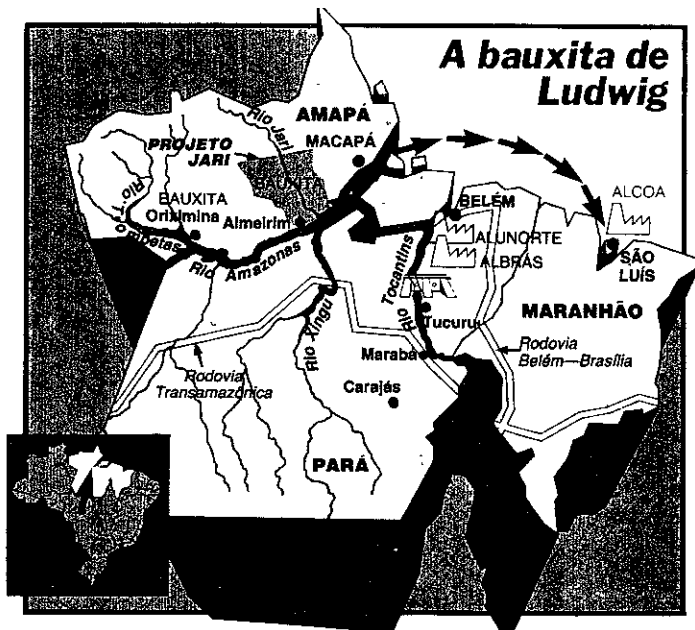 A bauxita de
Ludwig
AMAPÁ
MACAPÁ
Rio Jari
PROJETO
JARI
BAUXITA
BAUXITA
Oriximina
Almeirim
Rio
Rio Amazonas
BELÉM
ALCOA
ALUNORTE
ALBRÁS
SÃO
LUÍS
Rio Tocantins
Tucuruí
MARANHÃO
Rio Xingu
Marabá
Rodovia
Belém—Brasília
Rodovia
Transamazônica
Carajás
PARÁ